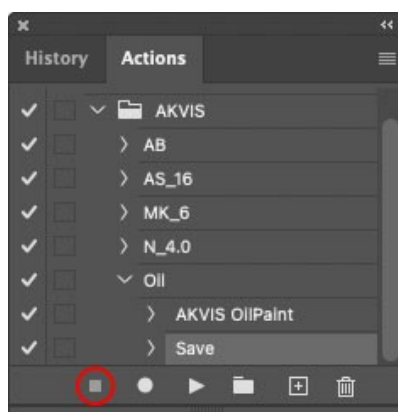 History Actions
AKVIS
AB
AS_16
MK_6
N_4.0
Oil
AKVIS OilPaint
Save